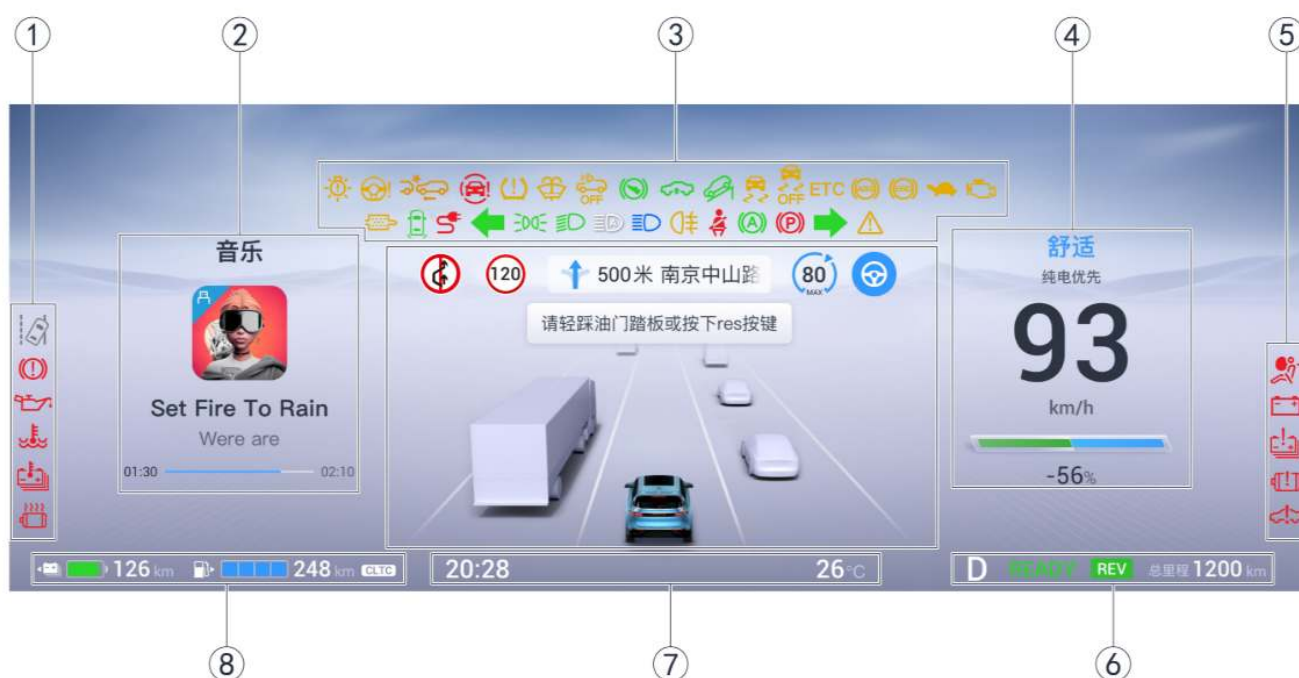 ① ② ③ ④ ⑤
OFF
OFF ETC
音乐
舒适
纯电优先
120
500米 南京中山路
80
MAX
请轻踩油门踏板或按下res按键
93
km/h
-56%
Set Fire To Rain
Were are
01:30 02:10
126 km 248 km CLTC
20:28 26°C
D READY REV 总里程 1200 km
⑧ ⑦ ⑥